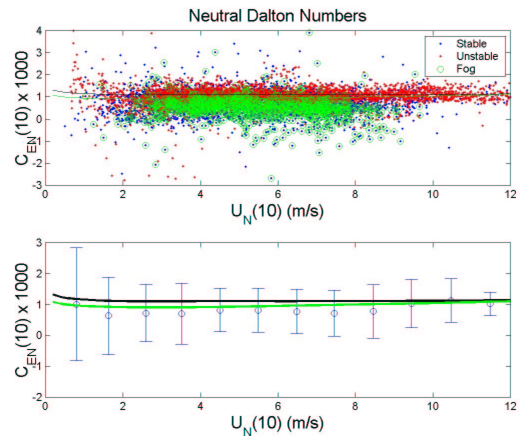 Neutral Dalton Numbers
4
3
2
1
0
-1
-2
-3
C_EN(10) x 1000
Stable
Unstable
Fog
0 2 4 6 8 10 12
U_N(10) (m/s)
3
2
1
0
-1
-2
C_EN(10) x 1000
0 2 4 6 8 10 12
U_N(10) (m/s)